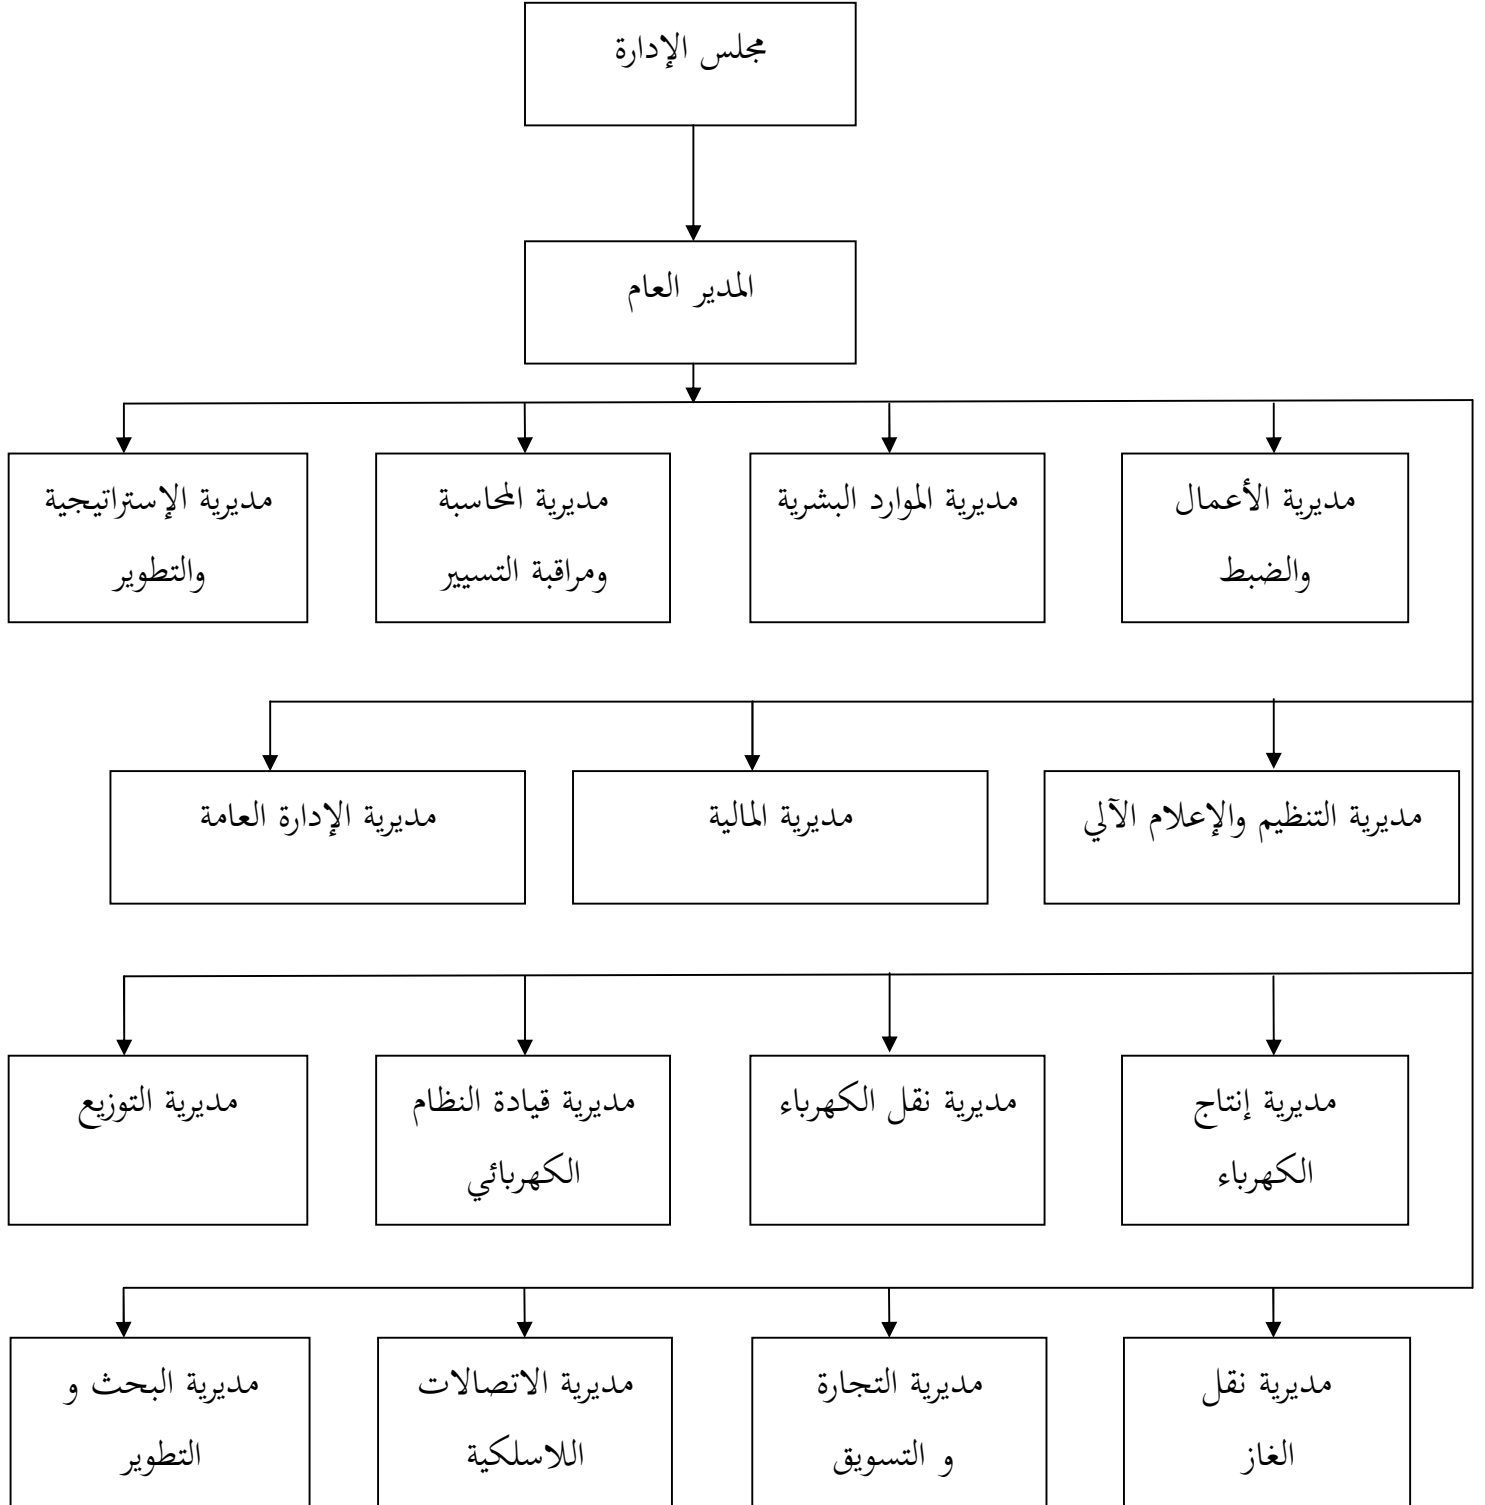 مجلس الإدارة
المدير العام
مديرية الأعمال
والضبط
مديرية الموارد البشرية
مديرية المحاسبة
ومراقبة التسيير
مديرية الإستراتيجية
والتطوير
مديرية التنظيم والإعلام الآلي
مديرية المالية
مديرية الإدارة العامة
مديرية إنتاج
الكهرباء
مديرية نقل الكهرباء
مديرية قيادة النظام
الكهربائي
مديرية التوزيع
مديرية نقل
الغاز
مديرية التجارة
و التسويق
مديرية الاتصالات
اللاسلكية
مديرية البحث و
التطوير